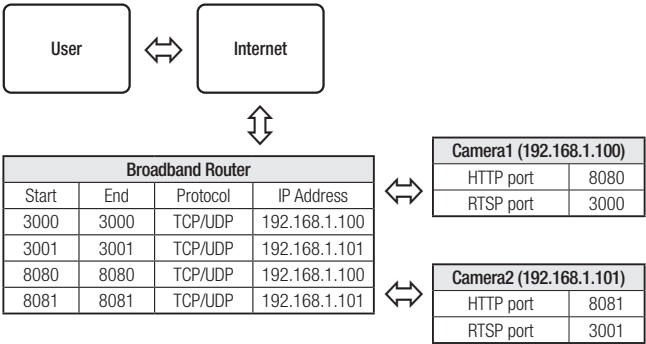 User
Internet
Broadband Router
Start End Protocol IP Address
3000 3000 TCP/UDP 192.168.1.100
3001 3001 TCP/UDP 192.168.1.101
8080 8080 TCP/UDP 192.168.1.100
8081 8081 TCP/UDP 192.168.1.101
Camera1 (192.168.1.100)
HTTP port 8080
RTSP port 3000
Camera2 (192.168.1.101)
HTTP port 8081
RTSP port 3001